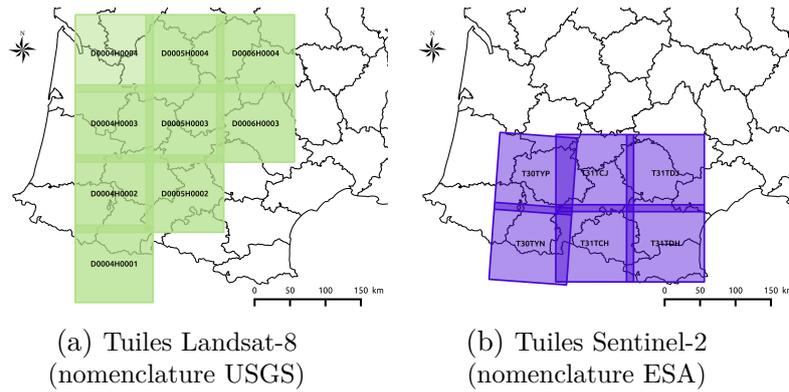 N
D0004H0004 D0005H0004 D0006H0004
D0004H0003 D0005H0003 D0006H0003
D0004H0002 D0005H0002
D0004H0001
0 50 100 150 km
(a) Tuiles Landsat-8
(nomenclature USGS)
N
T30TYP T31TCJ T31TDJ
T30TYN T31TCH T31TDH
0 50 100 150 km
(b) Tuiles Sentinel-2
(nomenclature ESA)